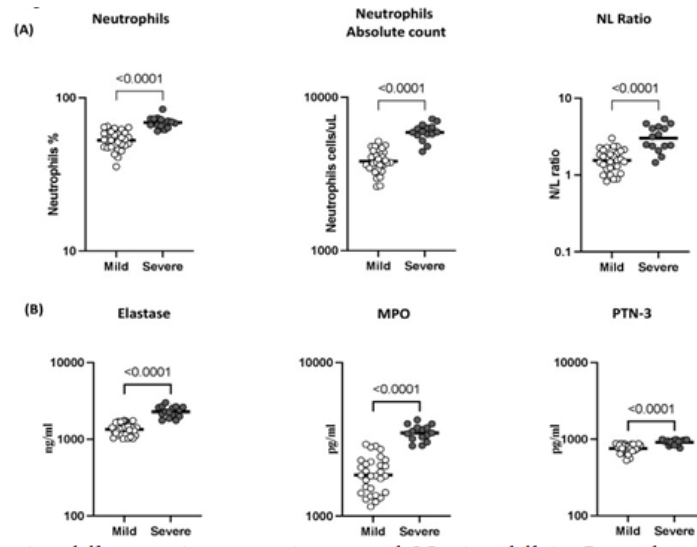 (A)
Neutrophils
Neutrophils
Absolute count
NL Ratio
<0.0001
<0.0001
<0.0001
100
10
Neutrophils %
Mild Severe
10000
1000
Neutrophils cells/uL
Mild Severe
10
1
0.1
N/L ratio
Mild Severe
(B)
Elastase
MPO
PTN-3
<0.0001
<0.0001
<0.0001
10000
1000
100
ng/ml
Mild Severe
10000
1000
pg/ml
Mild Severe
10000
1000
100
pg/ml
Mild Severe